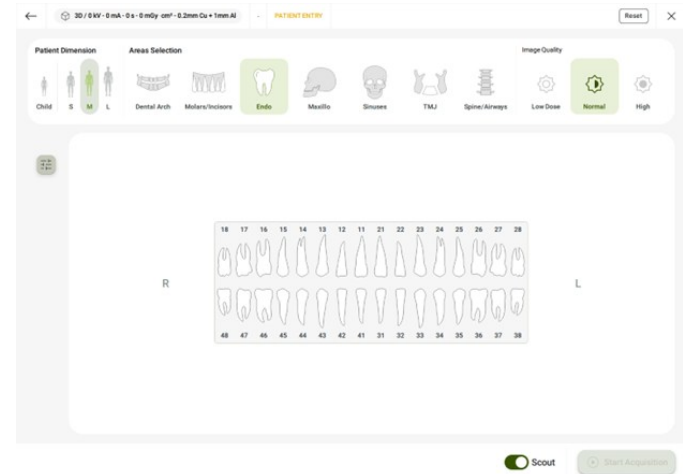 3D / 0 kV - 0 mA - 0 s - 0 mGy cm² - 0.2mm Cu + 1mm Al - PATIENT ENTRY Reset
Patient Dimension Areas Selection Image Quality
Child S M L Dental Arch Molars/Incisors Endo Maxillo Sinuses TMJ Spine/Airways Low Dose Normal High
18 17 16 15 14 13 12 11 21 22 23 24 25 26 27 28
R L
48 47 46 45 44 43 42 41 31 32 33 34 35 36 37 38
Scout Start Acquisition